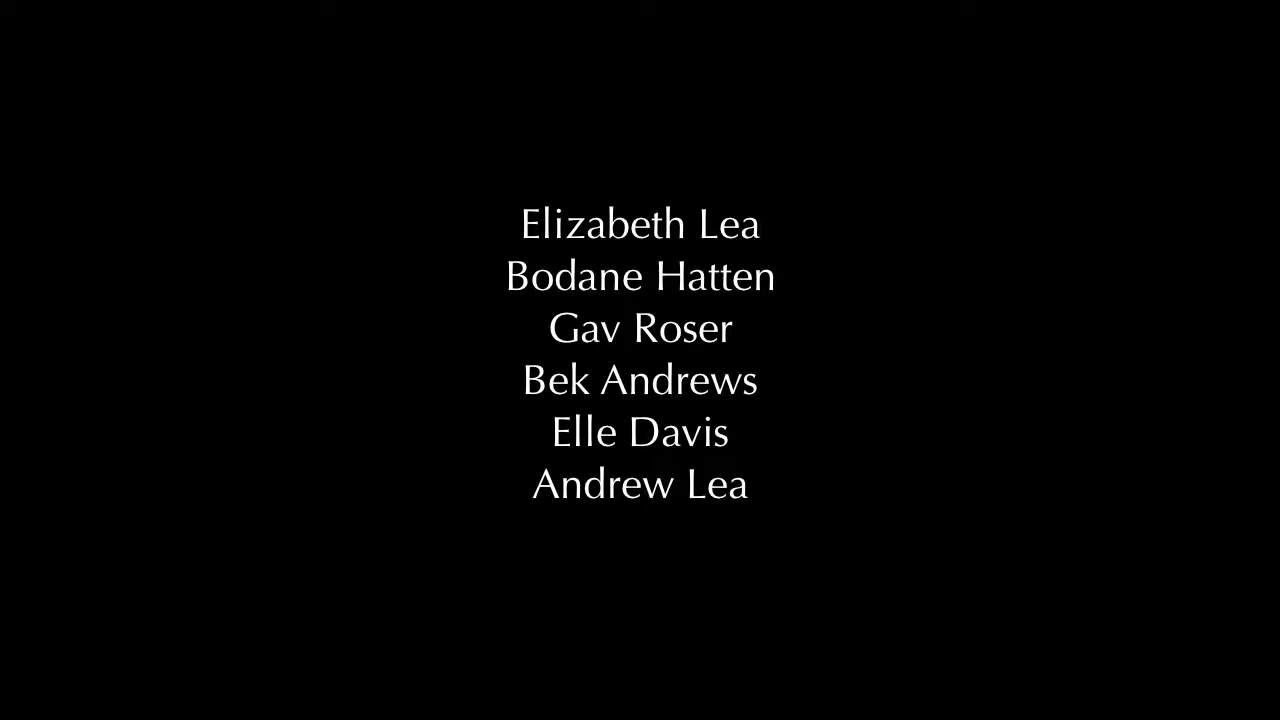 Elizabeth Lea
Bodane Hatten
Gav Roser
Bek Andrews
Elle Davis
Andrew Lea